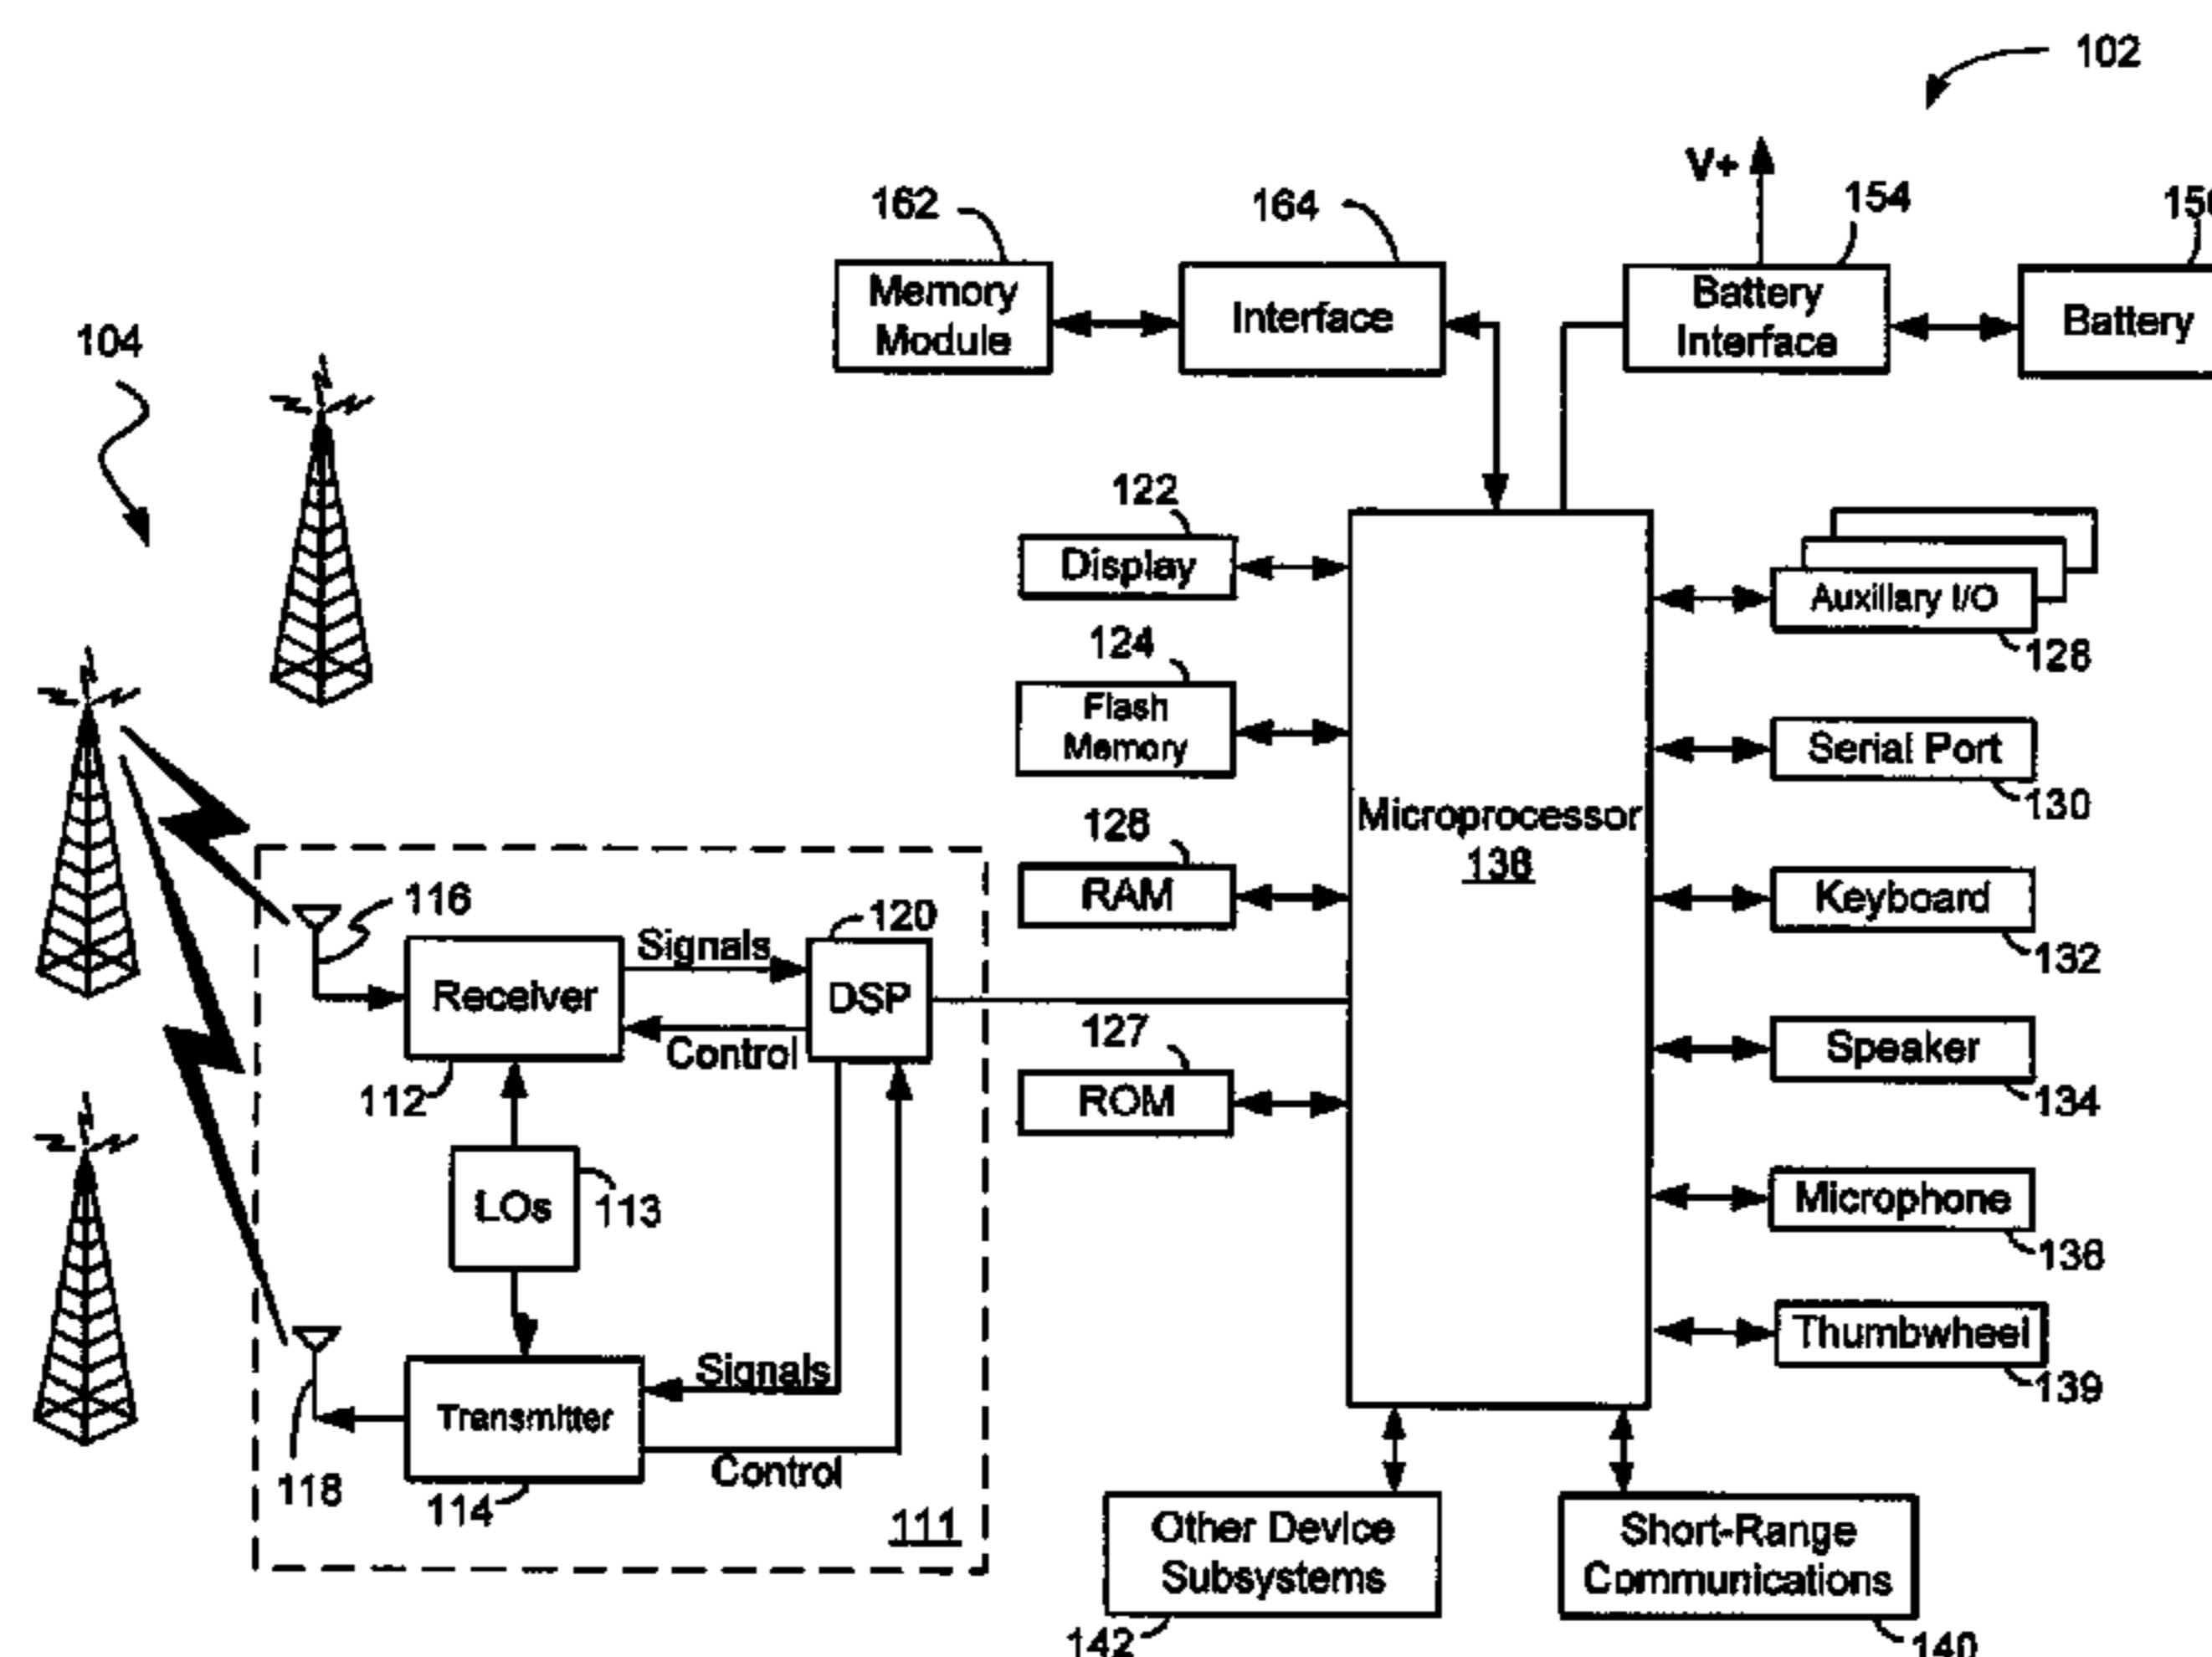 102
V+
162
164
154
Memory
Module
Interface
Battery
Interface
Battery
104
122
Display
Auxiliary I/O
128
124
Flash
Memory
Serial Port
130
Microprocessor
138
126
RAM
Keyboard
132
116
120
Signals
Receiver
DSP
Control
112
127
ROM
Speaker
134
LOs
113
Microphone
136
Thumbwheel
139
Signals
Transmitter
Control
118
114
111
Other Device
Subsystems
142
Short-Range
Communications
140